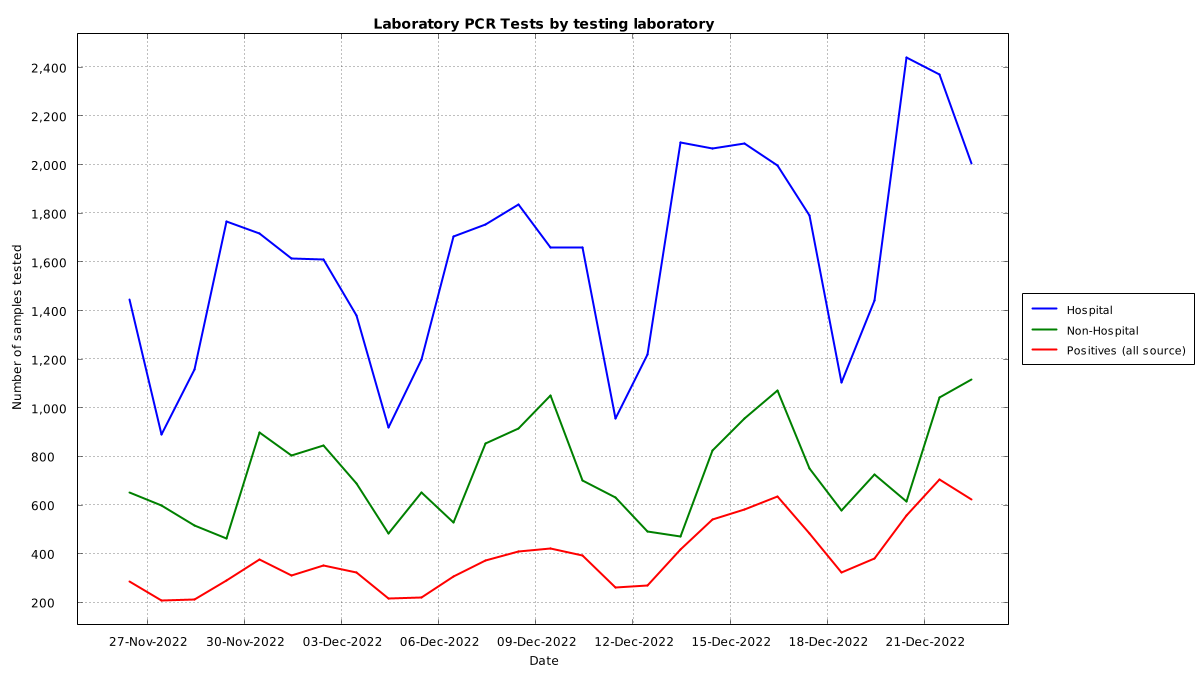 Laboratory PCR Tests by testing laboratory
2,400
2,200
2,000
1,800
1,600
1,400
1,200
1,000
800
600
400
200
Number of samples tested
27-Nov-2022
30-Nov-2022
03-Dec-2022
06-Dec-2022
09-Dec-2022
12-Dec-2022
15-Dec-2022
18-Dec-2022
21-Dec-2022
Date
Hospital
Non-Hospital
Positives (all source)